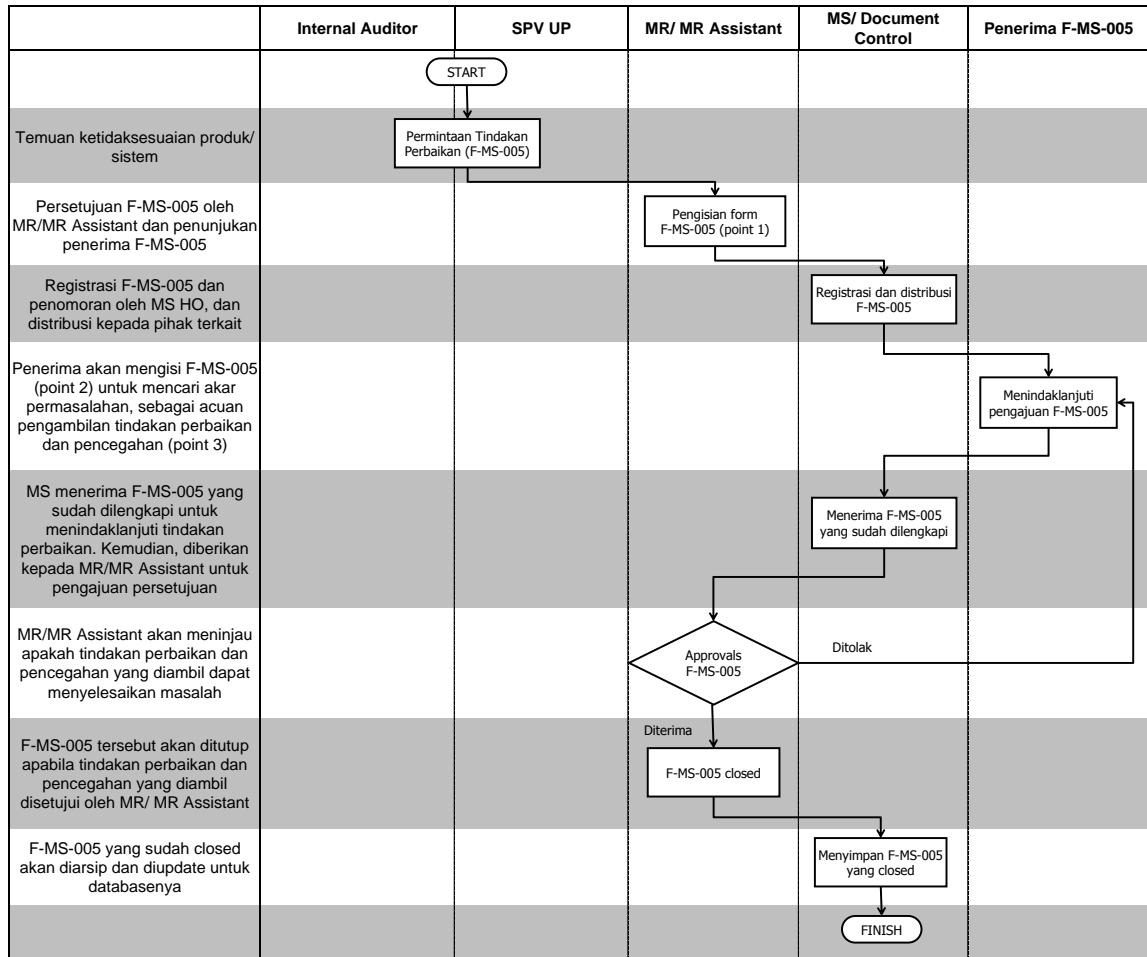 Internal Auditor
SPV UP
MR/ MR Assistant
MS/ Document
Control
Penerima F-MS-005
START
Temuan ketidaksesuaian produk/
sistem
Permintaan Tindakan
Perbaikan (F-MS-005)
Persetujuan F-MS-005 oleh
MR/MR Assistant dan penunjukan
penerima F-MS-005
Pengisian form
F-MS-005 (point 1)
Registrasi F-MS-005 dan
penomoran oleh MS HO, dan
distribusi kepada pihak terkait
Registrasi dan distribusi
F-MS-005
Penerima akan mengisi F-MS-005
(point 2) untuk mencari akar
permasalahan, sebagai acuan
pengambilan tindakan perbaikan
dan pencegahan (point 3)
Menindaklanjuti
pengajuan F-MS-005
MS menerima F-MS-005 yang
sudah dilengkapi untuk
menindaklanjuti tindakan
perbaikan. Kemudian, diberikan
kepada MR/MR Assistant untuk
pengajuan persetujuan
Menerima F-MS-005
yang sudah dilengkapi
MR/MR Assistant akan meninjau
apakah tindakan perbaikan dan
pencegahan yang diambil dapat
menyelesaikan masalah
Approvals
F-MS-005
Ditolak
F-MS-005 tersebut akan ditutup
apabila tindakan perbaikan dan
pencegahan yang diambil
disetujui oleh MR/ MR Assistant
Diterima
F-MS-005 closed
F-MS-005 yang sudah closed
akan diarsip dan diupdate untuk
databasenya
Menyimpan F-MS-005
yang closed
FINISH